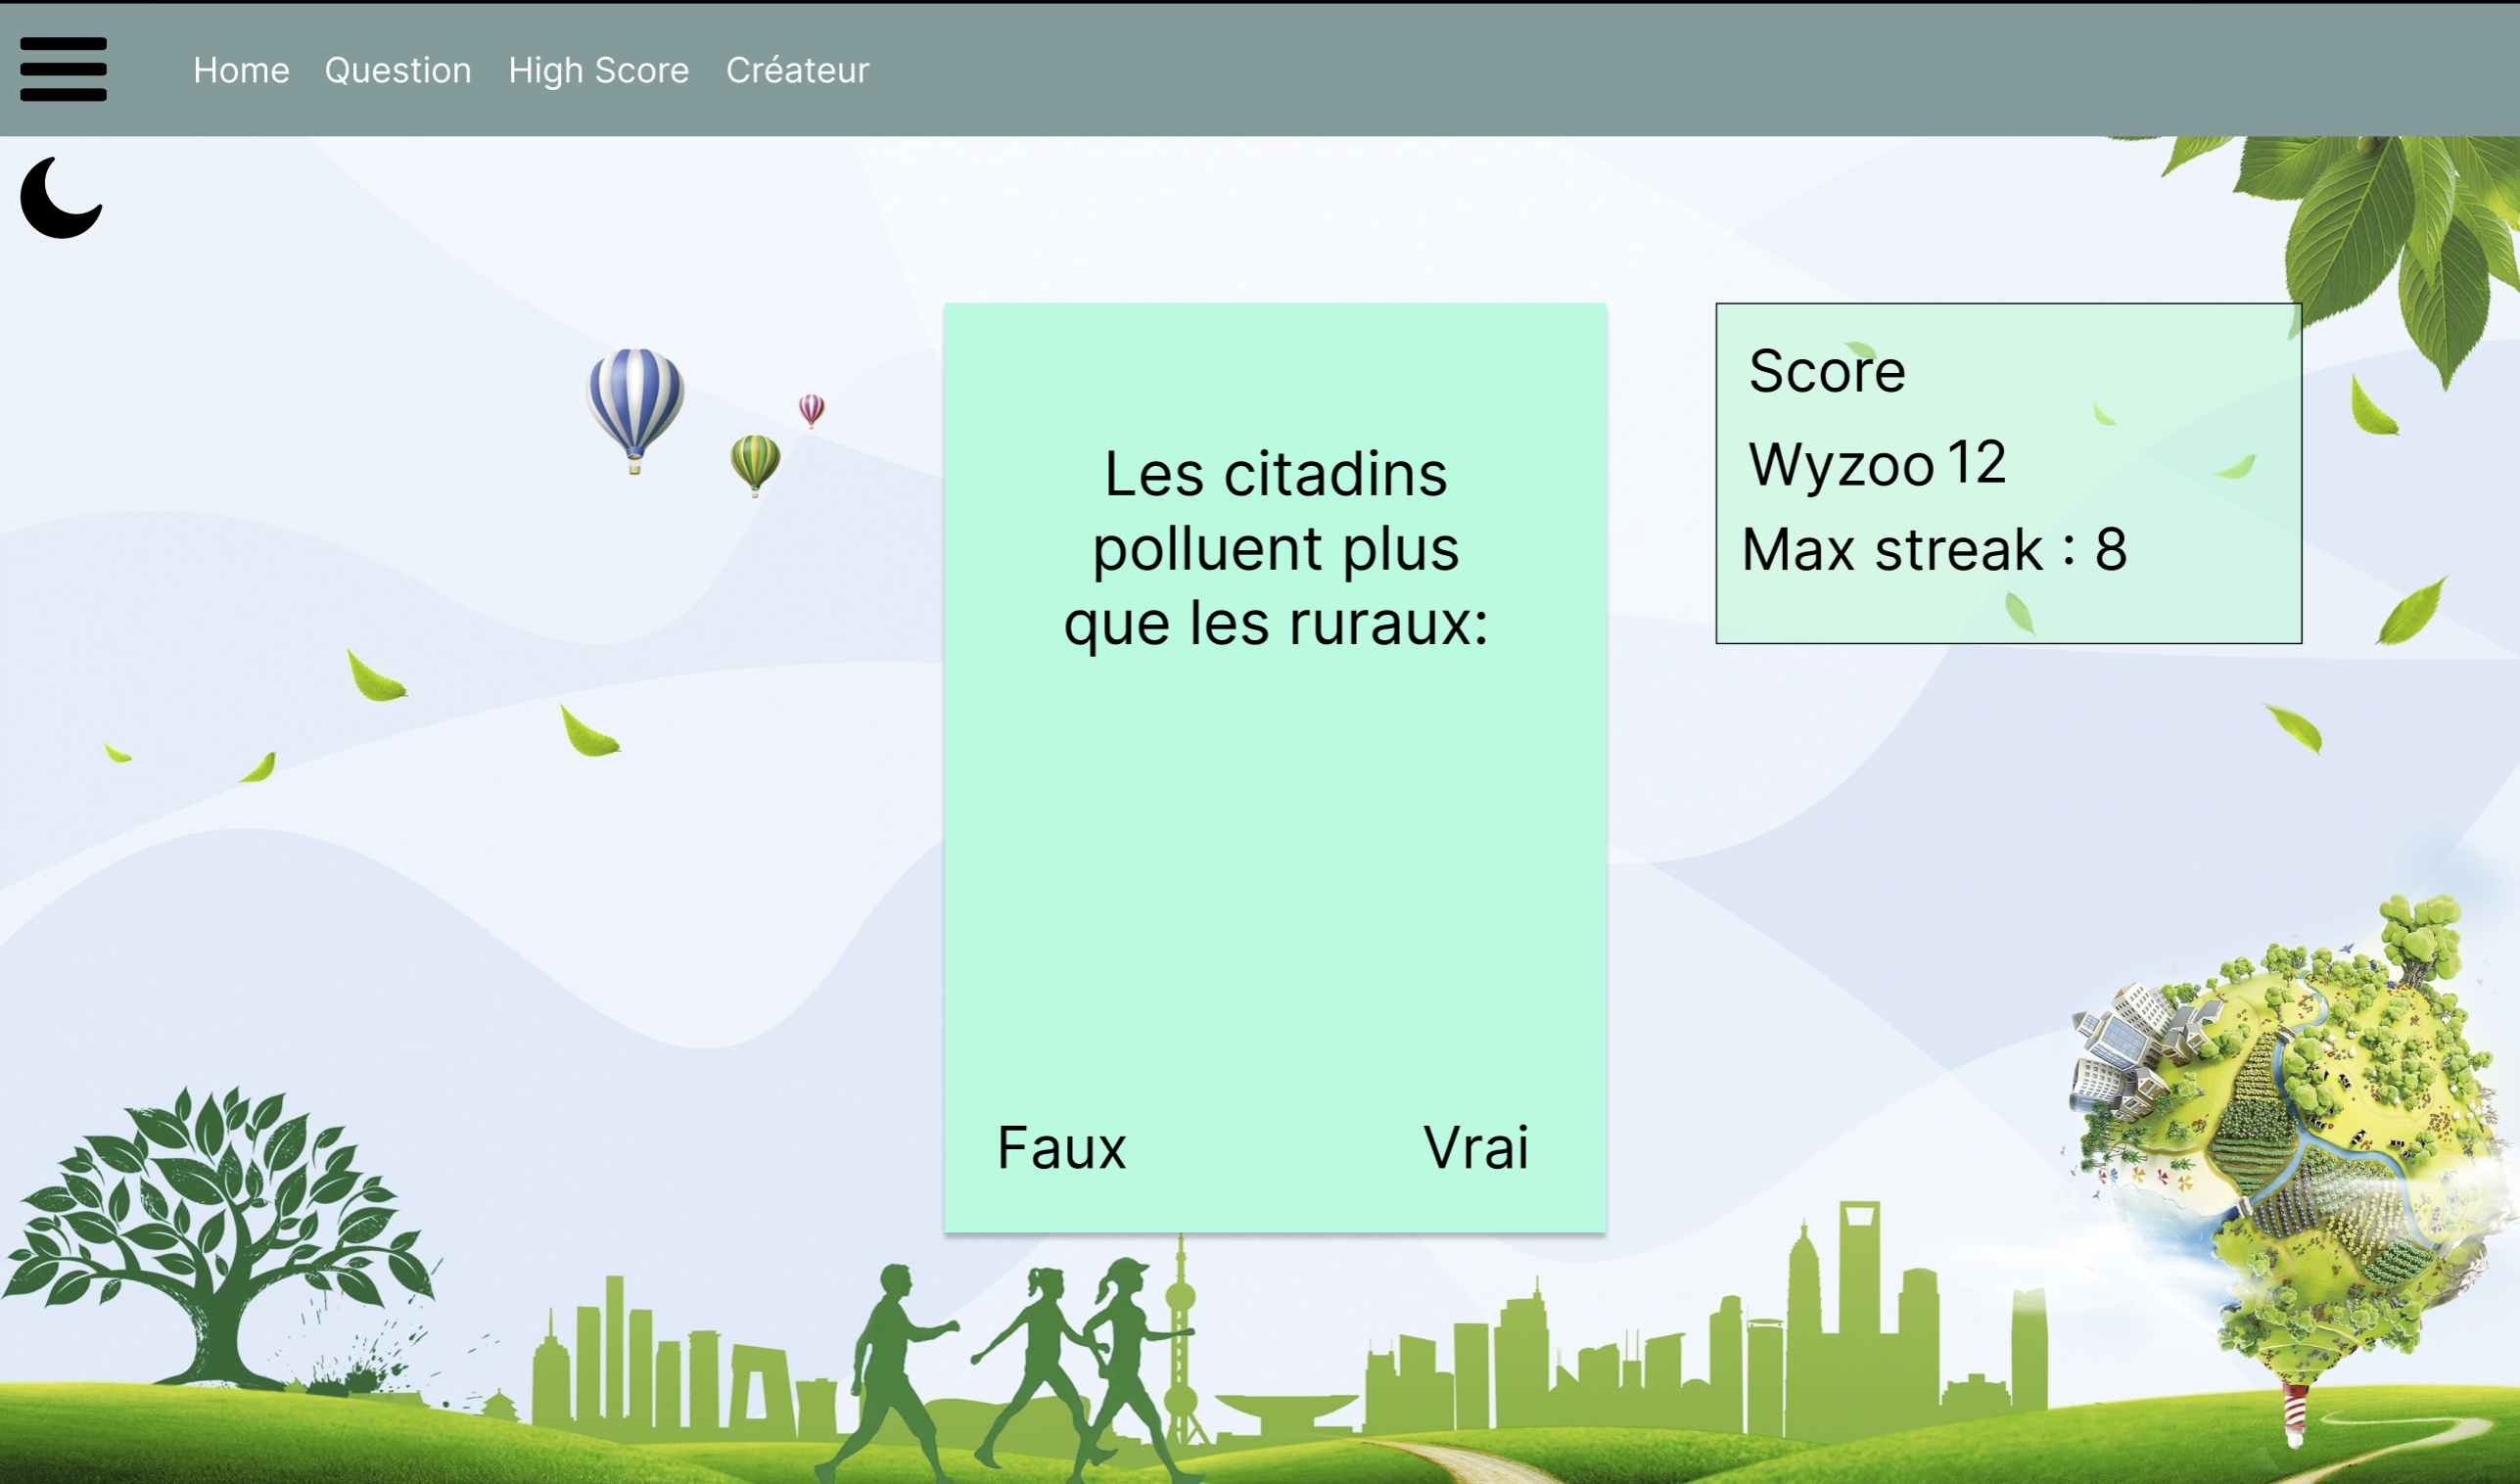 Home Question High Score Créateur
Les citadins
polluent plus
que les ruraux:
Faux Vrai
Score
Wyzoo 12
Max streak : 8